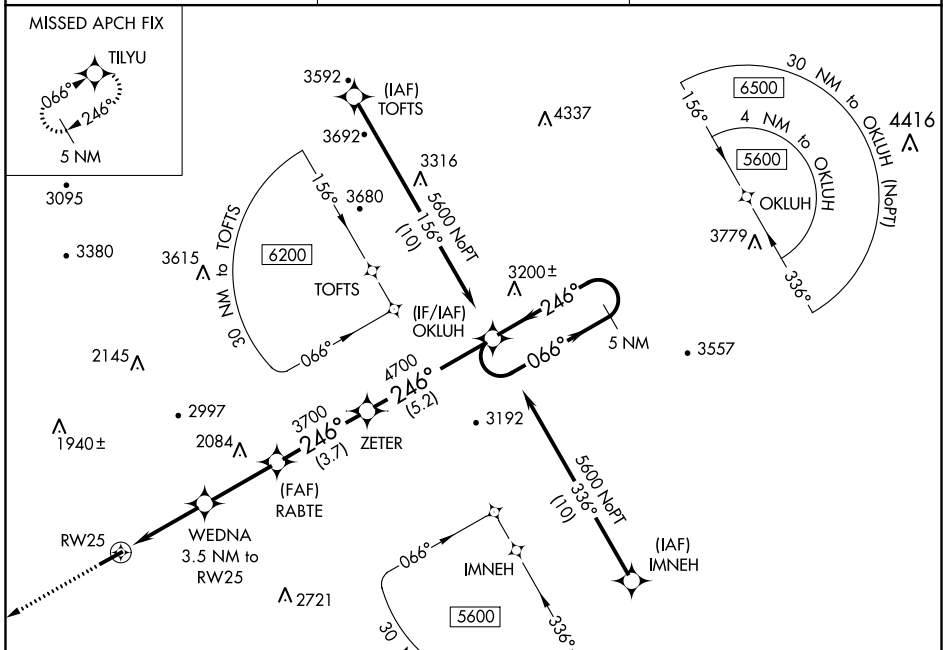 MISSED APCH FIX
TILYU
066°
246°
5 NM
3592
(IAF)
TOFTS
3692
4337
3316
3680
5600 NoPT
156°
(10)
30 NM to OKLUH (NoPT)
6500
4416
156°
4 NM to OKLUH
5600
OKLUH
3779
336°
3095
3380
3615
30 NM to TOFTS
156°
6200
TOFTS
066°
(IF/IAF)
OKLUH
3200±
246°
066°
5 NM
3557
2145
4700
246°
(5.2)
2997
3700
246°
(3.7)
ZETER
3192
1940±
2084
(FAF)
RABTE
5600 NoPT
336°
(10)
WEDNA
3.5 NM to
RW25
RW25
(IAF)
IMNEH
066°
IMNEH
2721
5600
336°
30